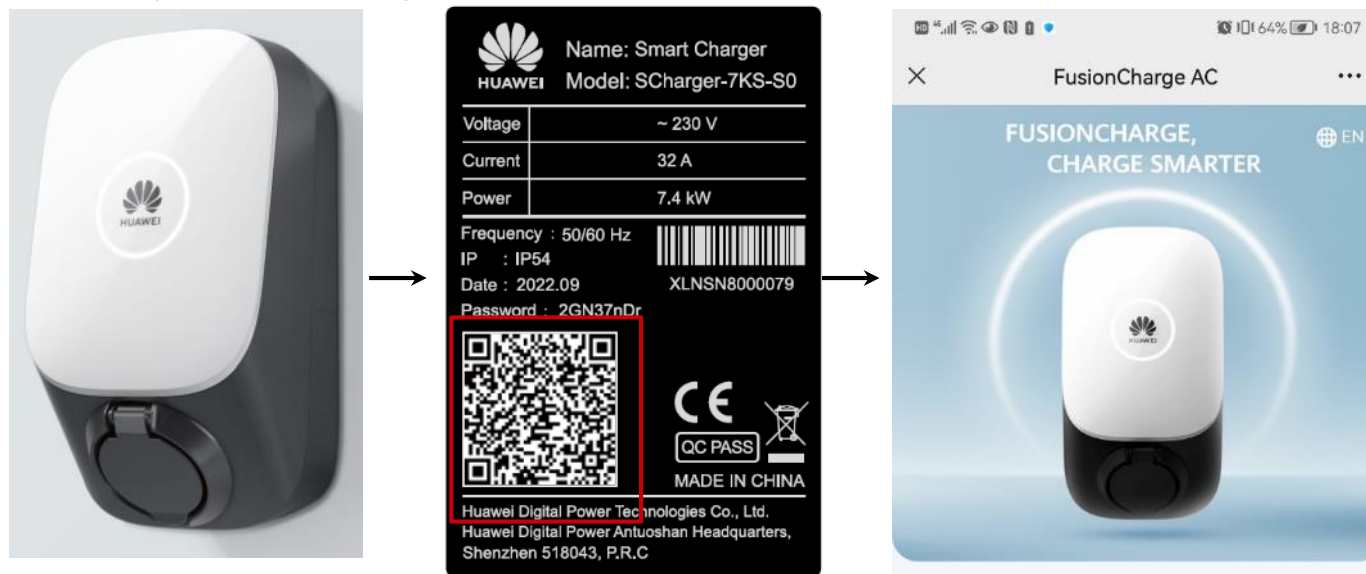 HUAWEI
HUAWEI
Name: Smart Charger
Model: SCharger-7KS-S0
Voltage ~ 230 V
Current 32 A
Power 7.4 kW
Frequency : 50/60 Hz
IP : IP54
Date : 2022.09
XLNSN8000079
Password : 2GN37nDr
CE
QC PASS
MADE IN CHINA
Huawei Digital Power Technologies Co., Ltd.
Huawei Digital Power Antuoshan Headquarters,
Shenzhen 518043, P.R.C
HD 4G 64% 18:07
FusionCharge AC
FUSIONCHARGE,
CHARGE SMARTER
EN
HUAWEI